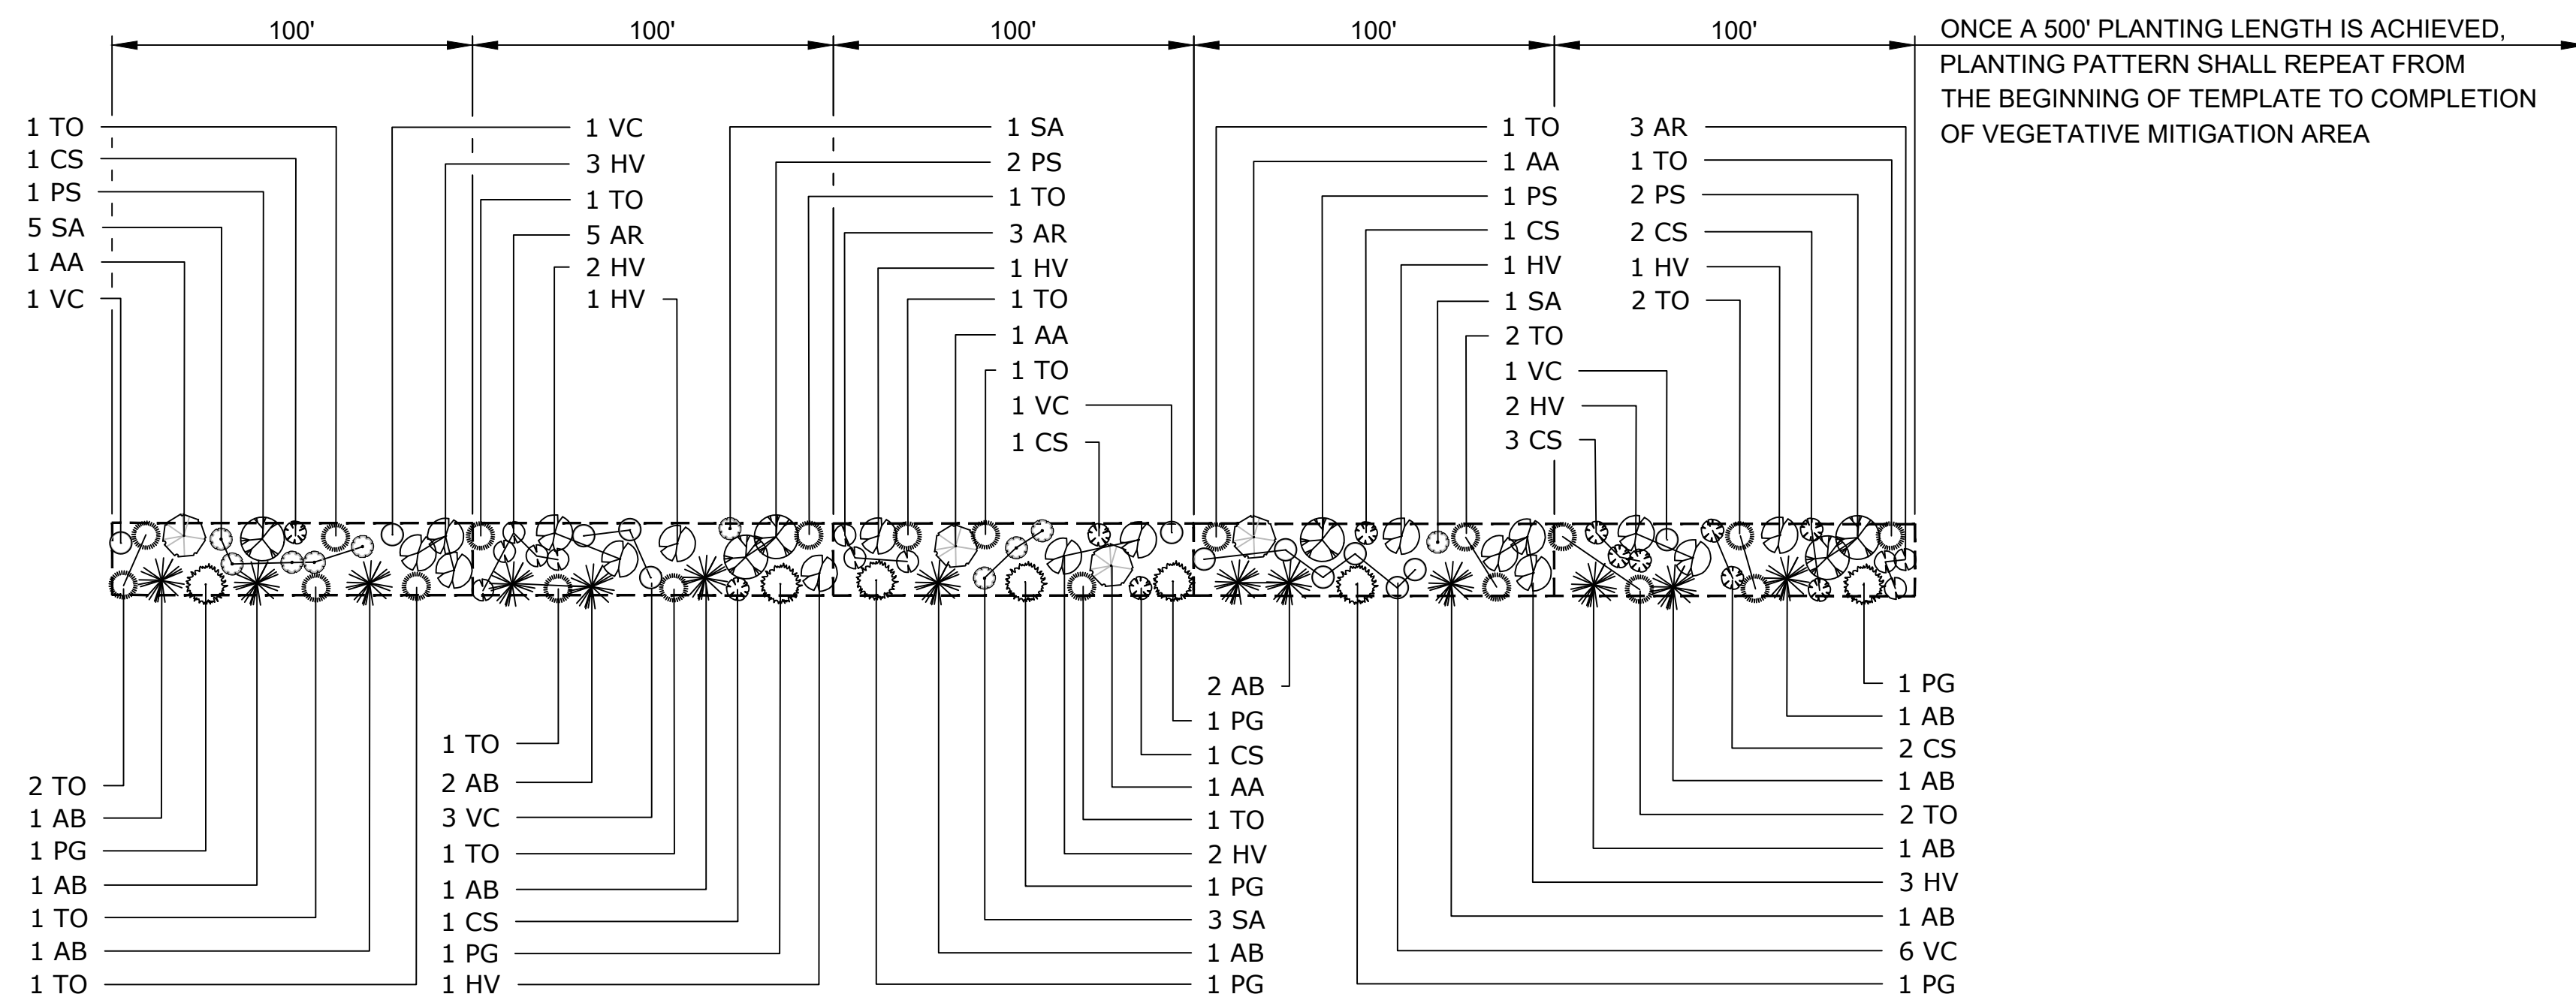 100'
100'
100'
100'
100'
ONCE A 500' PLANTING LENGTH IS ACHIEVED,
PLANTING PATTERN SHALL REPEAT FROM
THE BEGINNING OF TEMPLATE TO COMPLETION
OF VEGETATIVE MITIGATION AREA
1 TO
1 CS
1 PS
5 SA
1 AA
1 VC
1 VC
3 HV
1 TO
5 AR
2 HV
1 HV
1 SA
2 PS
1 TO
3 AR
1 HV
1 TO
1 AA
1 TO
1 VC
1 CS
1 TO
1 AA
1 PS
1 CS
1 HV
1 SA
2 TO
1 VC
2 HV
3 CS
3 AR
1 TO
2 PS
2 CS
1 HV
2 TO
2 TO
1 AB
1 PG
1 AB
1 TO
1 AB
1 TO
1 TO
2 AB
3 VC
1 TO
1 AB
1 CS
1 PG
1 HV
2 AB
1 PG
1 CS
1 AA
1 TO
2 HV
1 PG
3 SA
1 AB
1 PG
1 PG
1 AB
2 CS
1 AB
2 TO
1 AB
3 HV
1 AB
6 VC
1 PG